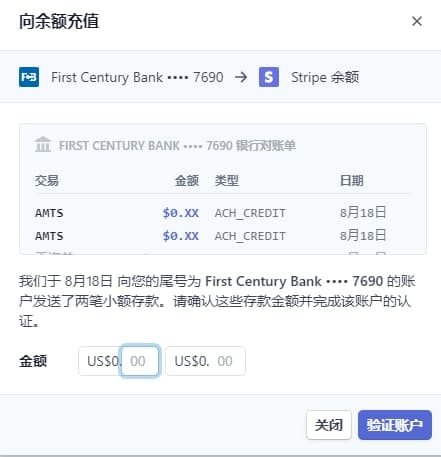 向余额充值
First Century Bank •••• 7690 → Stripe 余额
FIRST CENTURY BANK •••• 7690 银行对账单
交易 金额 类型 日期
AMTS $0.XX ACH_CREDIT 8月18日
AMTS $0.XX ACH_CREDIT 8月18日
我们于 8月18日 向您的尾号为 First Century Bank •••• 7690 的账
户发送了两笔小额存款。请确认这些存款金额并完成该账户的认
证。
金额 US$0. 00 US$0. 00
关闭 验证账户